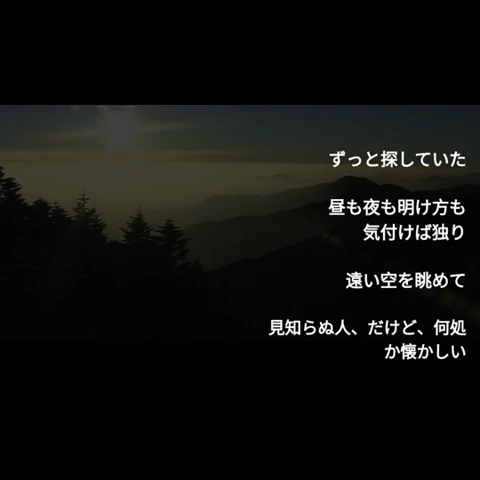 ずっと探していた
昼も夜も明け方も
気付けば独り
遠い空を眺めて
見知らぬ人、だけど、何処
か懐かしい